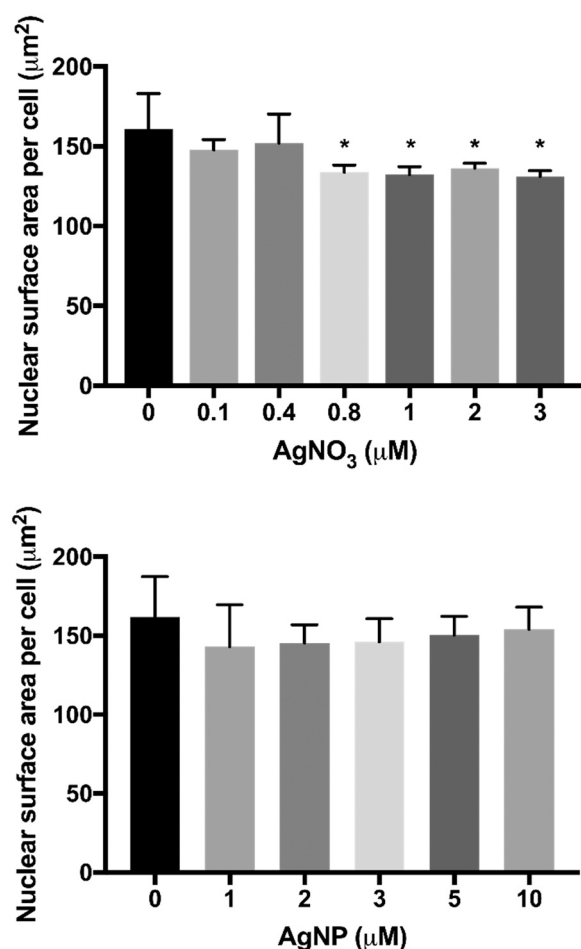 Nuclear surface area per cell (μm²)
200
150
100
50
0
* * * *
0 0.1 0.4 0.8 1 2 3
AgNO₃ (μM)
Nuclear surface area per cell (μm²)
200
150
100
50
0
0 1 2 3 5 10
AgNP (μM)